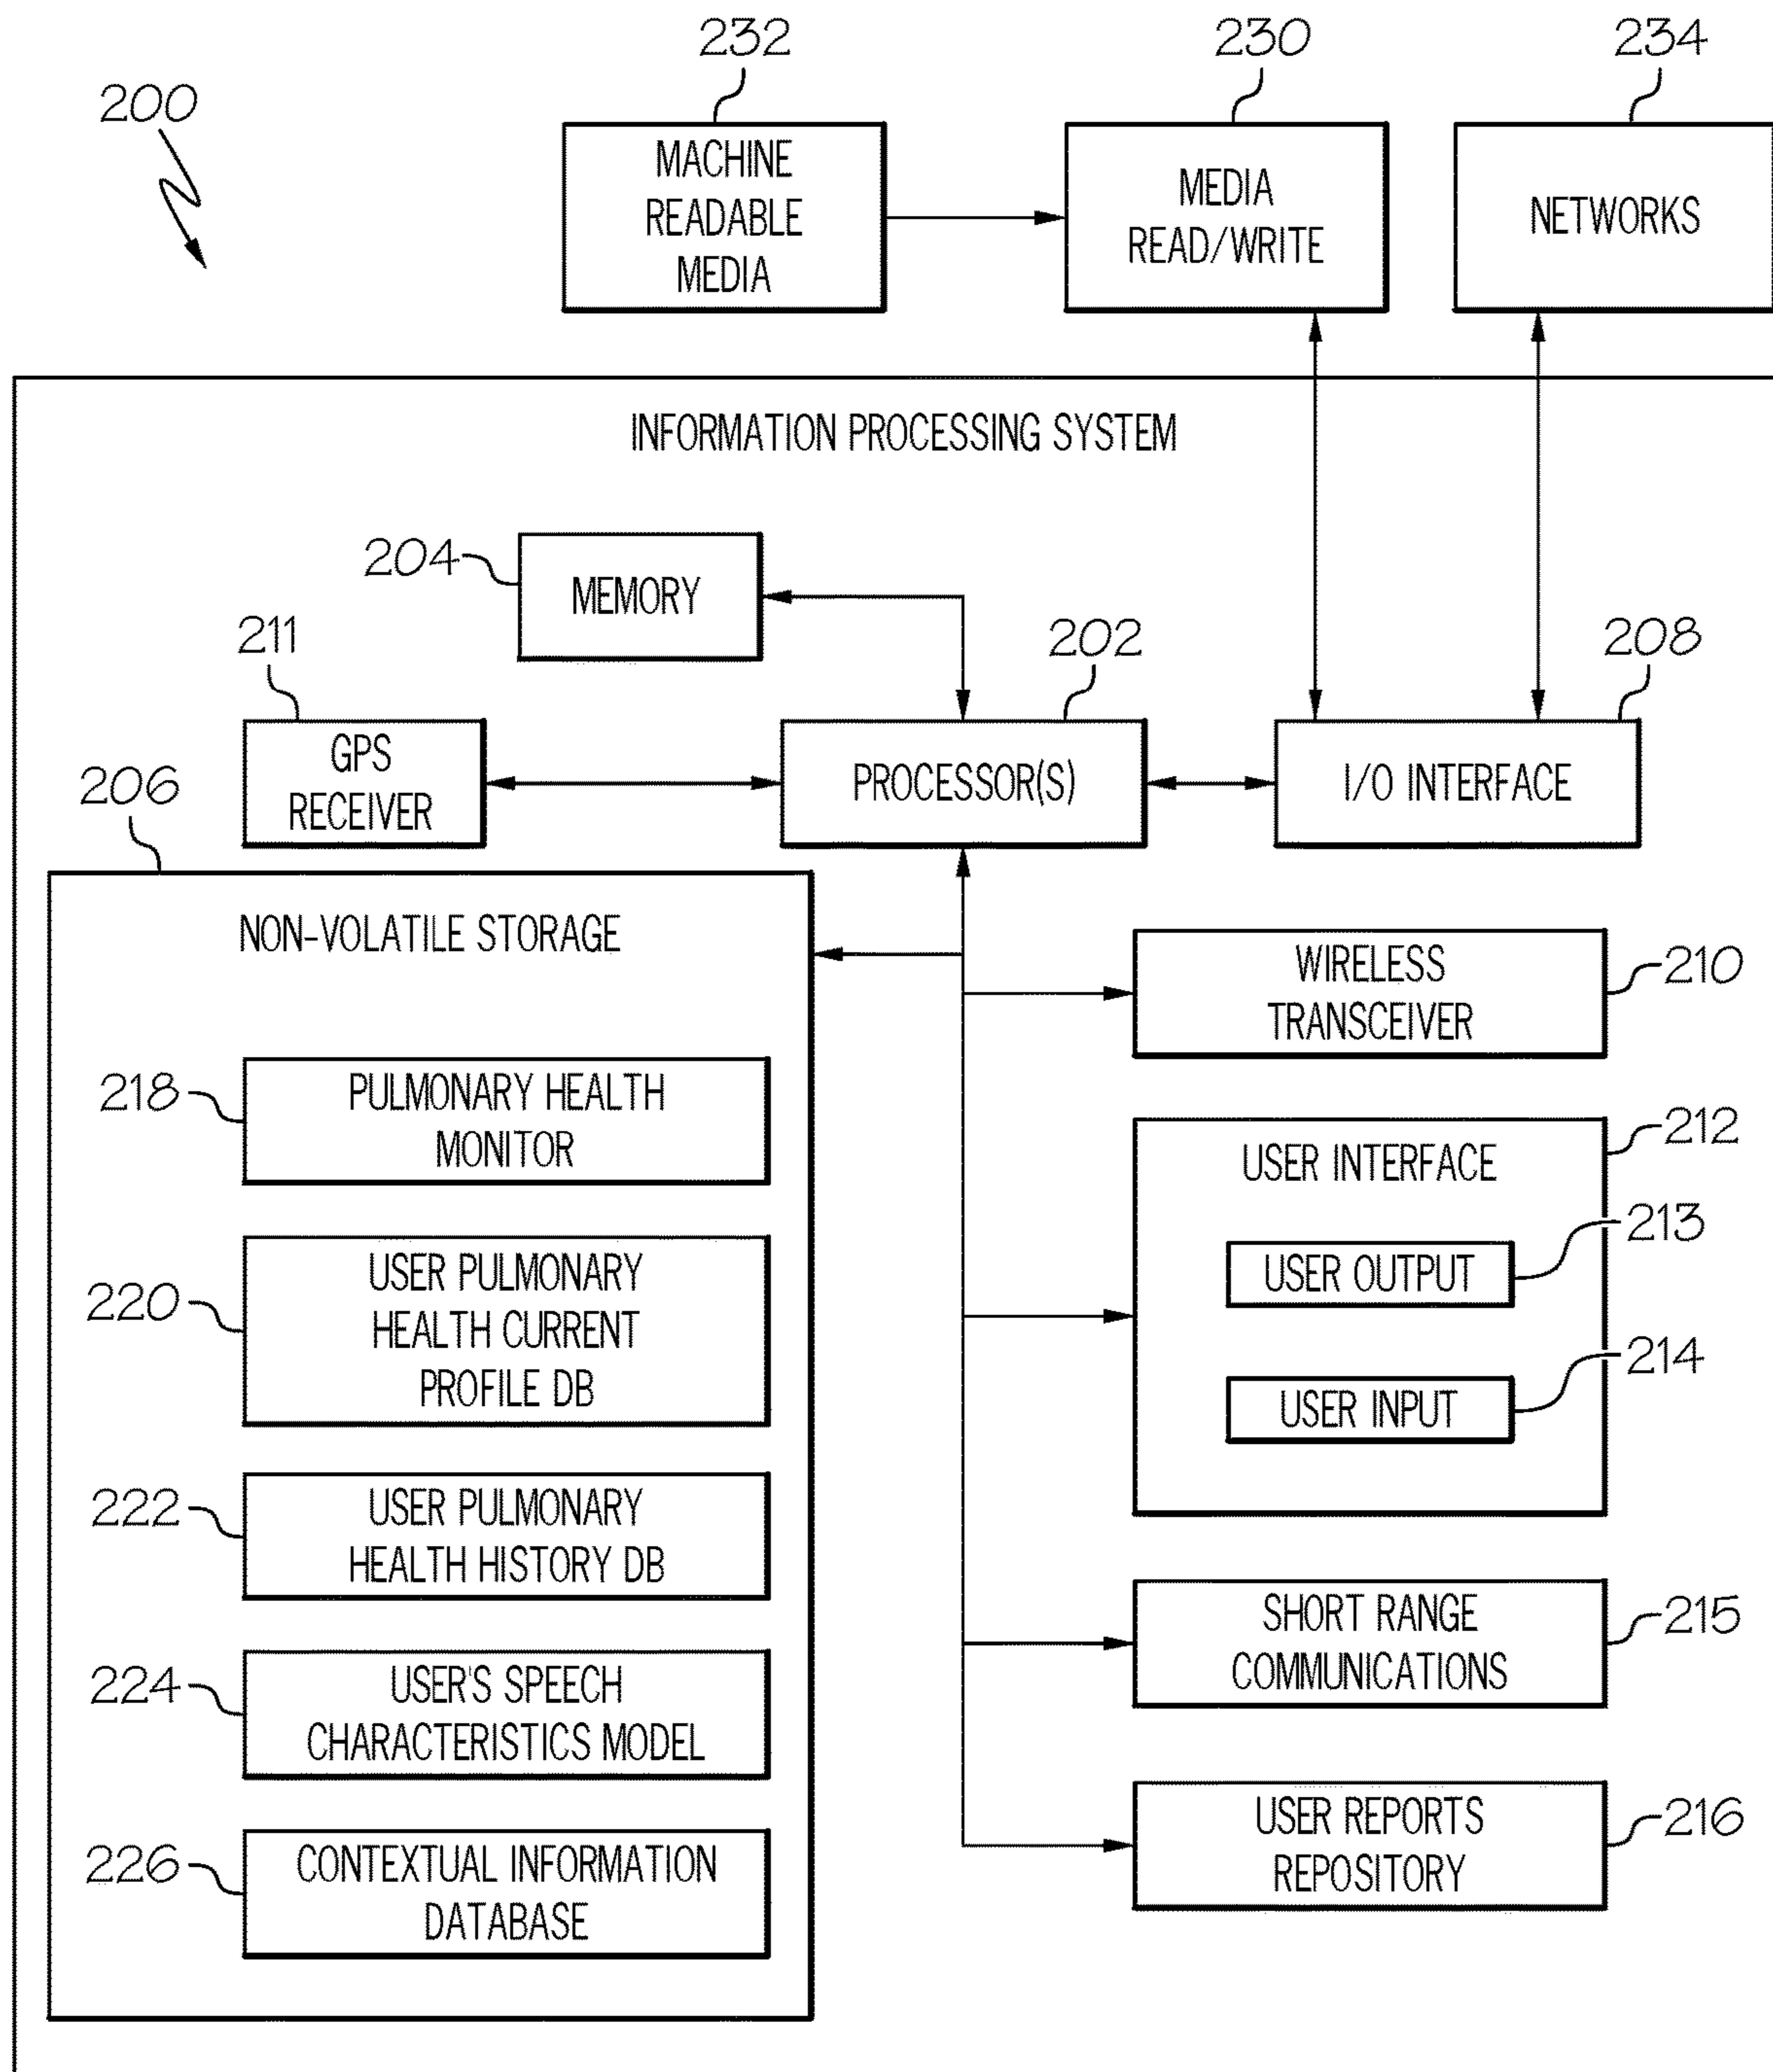 232
230
234
200
MACHINE
READABLE
MEDIA
MEDIA
READ/WRITE
NETWORKS
INFORMATION PROCESSING SYSTEM
204
MEMORY
211
202
208
GPS
RECEIVER
PROCESSOR(S)
I/O INTERFACE
206
NON-VOLATILE STORAGE
218
PULMONARY HEALTH
MONITOR
220
USER PULMONARY
HEALTH CURRENT
PROFILE DB
222
USER PULMONARY
HEALTH HISTORY DB
224
USER'S SPEECH
CHARACTERISTICS MODEL
226
CONTEXTUAL INFORMATION
DATABASE
WIRELESS
TRANSCEIVER
210
212
USER INTERFACE
213
USER OUTPUT
214
USER INPUT
SHORT RANGE
COMMUNICATIONS
215
USER REPORTS
REPOSITORY
216